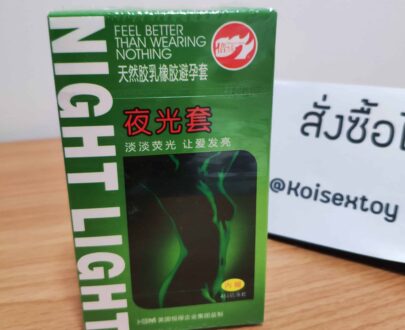 FEEL BETTER
THAN WEARING
NOTHING
天然胶乳橡胶避孕套
夜光套
淡淡荧光 让爱发亮
NIGHT LIGHT
สั่งซื้อ
@Koisextoy